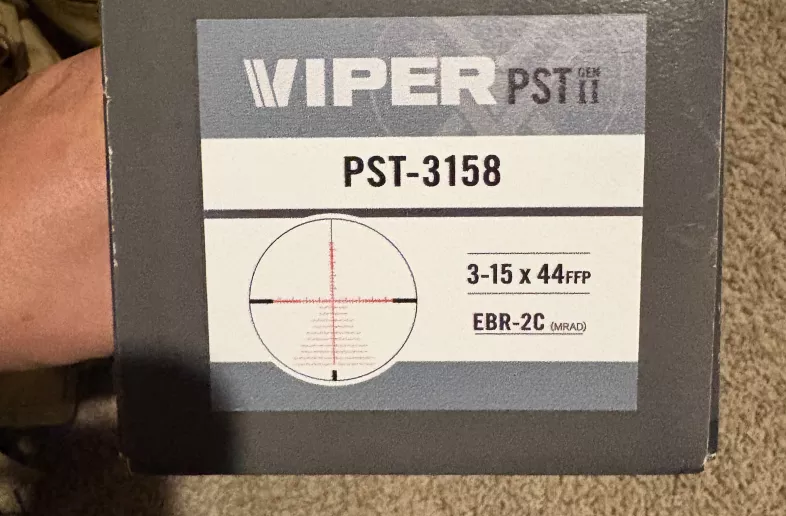 VIPER PST GEN II
PST-3158
3-15 x 44FFP
EBR-2C (MRAD)